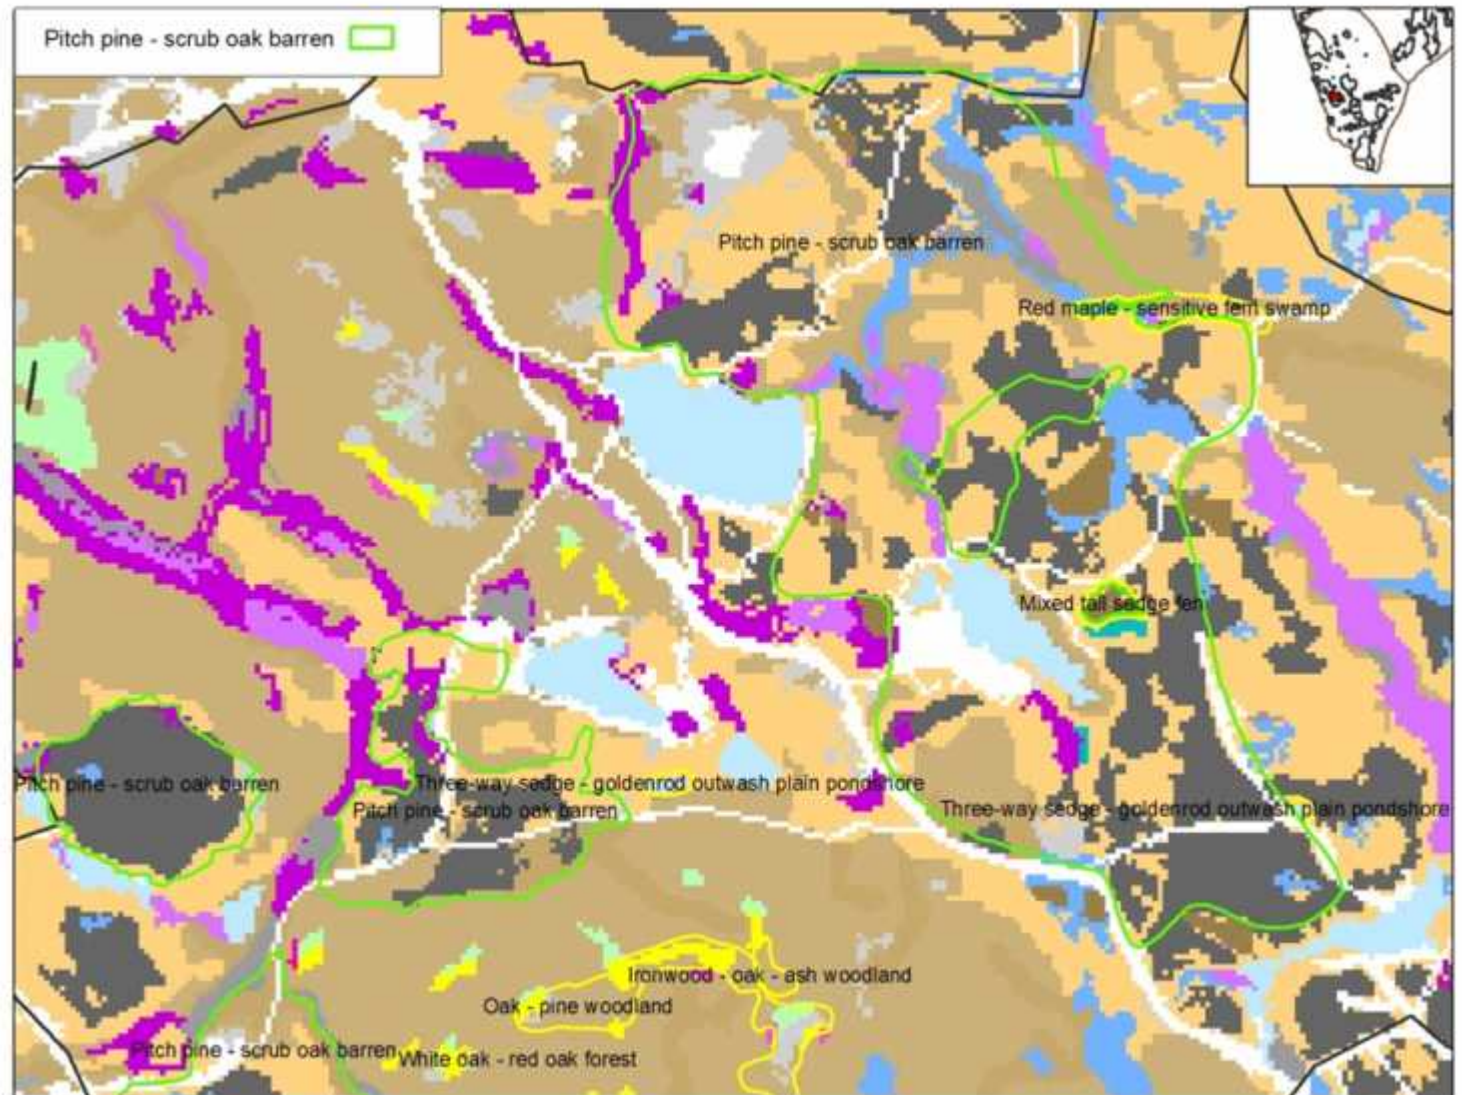 Pitch pine - scrub oak barren
Pitch pine - scrub oak barren
Red maple - sensitive fern swamp
Mixed tall sedge fen
Pitch pine - scrub oak barren
Three-way sedge - goldenrod outwash plain pondshore
Pitch pine - scrub oak barren
Three-way sedge - goldenrod outwash plain pondshore
Ironwood - oak - ash woodland
Oak - pine woodland
Pitch pine - scrub oak barren
White oak - red oak forest